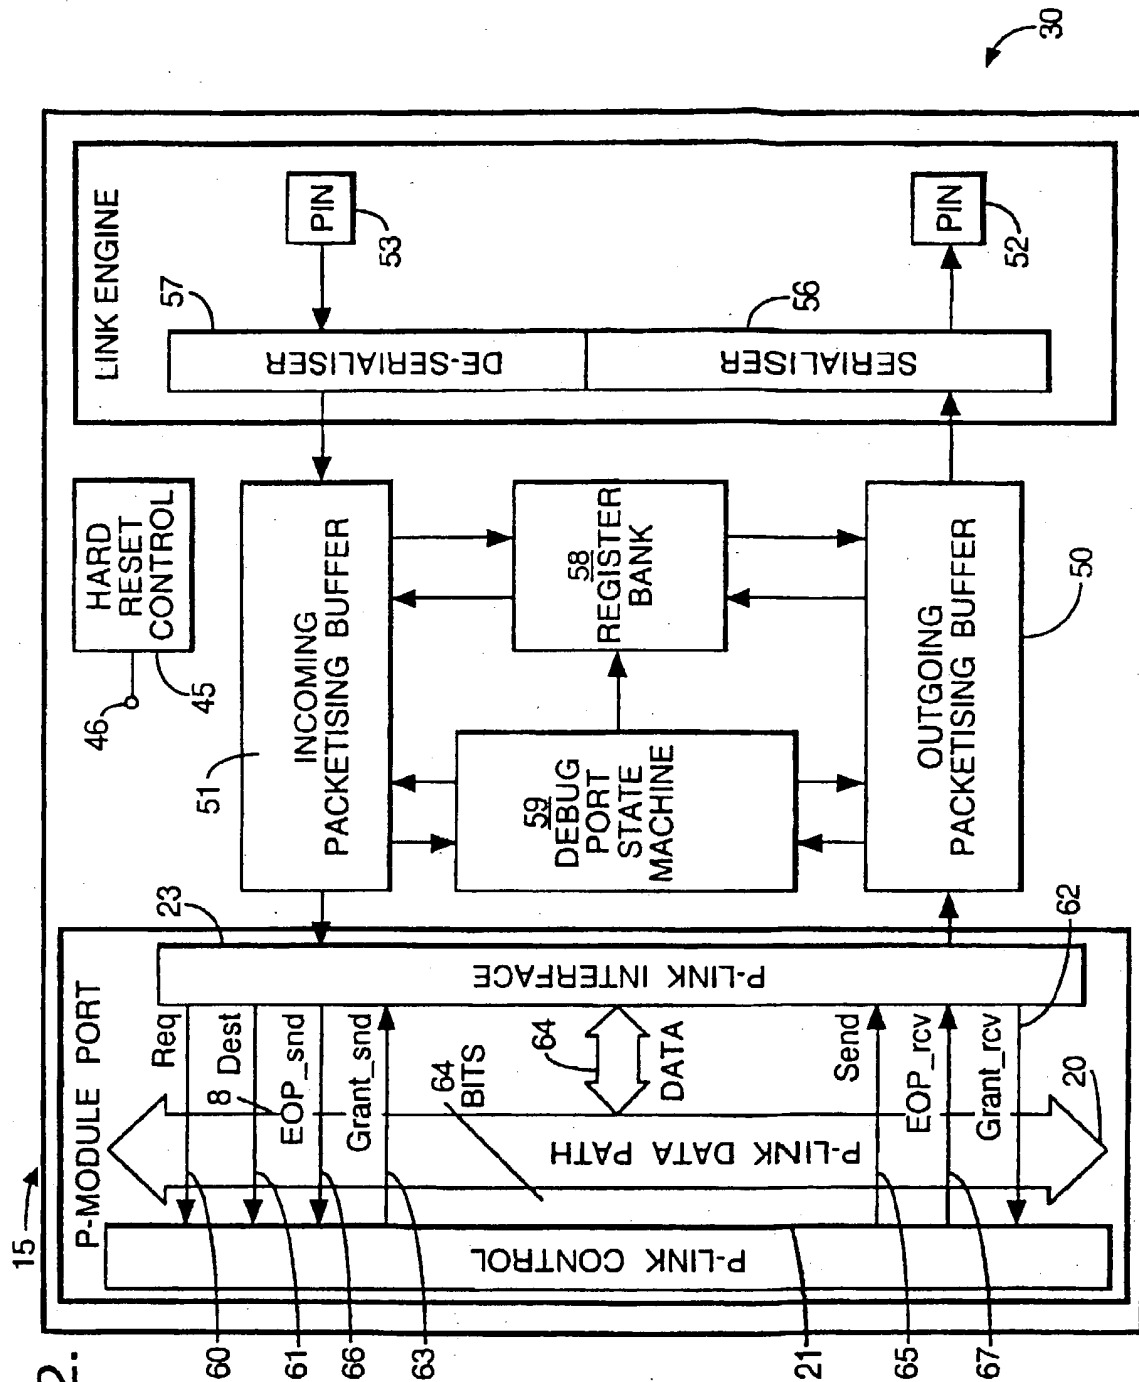 2.
15
P-MODULE PORT
P-LINK CONTROL
21
P-LINK DATA PATH
20
8
64
BITS
Req
60
Dest
61
EOP_snd
66
Grant_snd
63
64
DATA
Send
65
EOP_rcv
67
Grant_rcv
62
P-LINK INTERFACE
23
INCOMING
PACKETISING BUFFER
51
59
DEBUG
PORT
STATE
MACHINE
58
REGISTER
BANK
OUTGOING
PACKETISING BUFFER
50
HARD
RESET
CONTROL
45
46
LINK ENGINE
DE-SERIALISER
57
SERIALISER
56
PIN
53
PIN
52
30